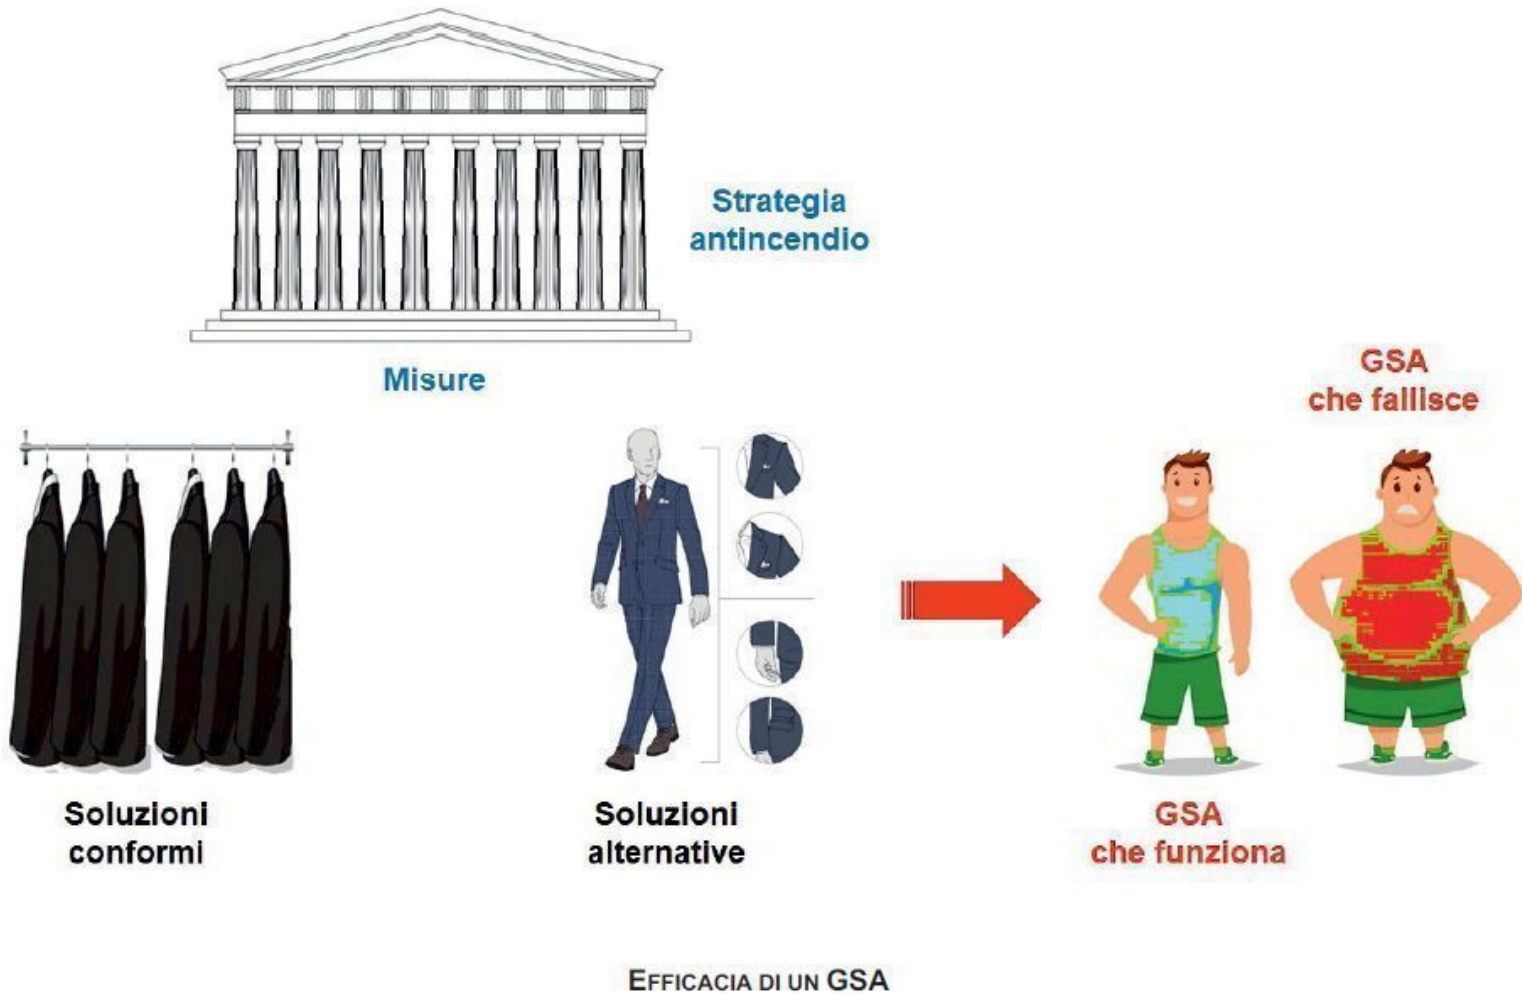 Strategia
antincendio
Misure
GSA
che fallisce
Soluzioni
conformi
Soluzioni
alternative
GSA
che funziona
EFFICACIA DI UN GSA